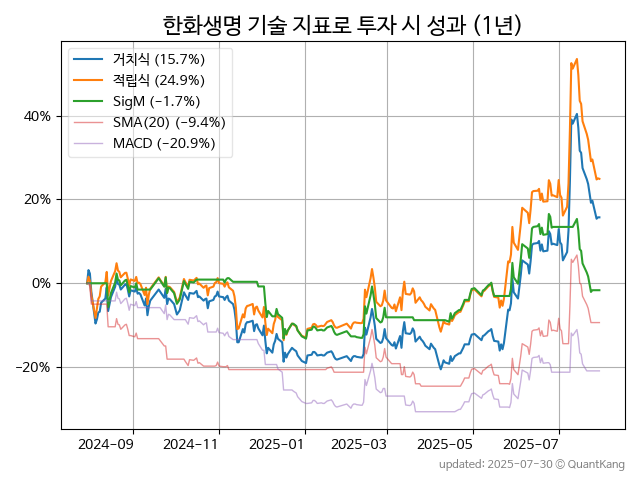 한화생명 기술 지표로 투자 시 성과 (1년)
거치식 (15.7%)
적립식 (24.9%)
SigM (−1.7%)
SMA(20) (−9.4%)
MACD (−20.9%)
40%
20%
0%
−20%
2024-09 2024-11 2025-01 2025-03 2025-05 2025-07
updated: 2025-07-30 © QuantKang